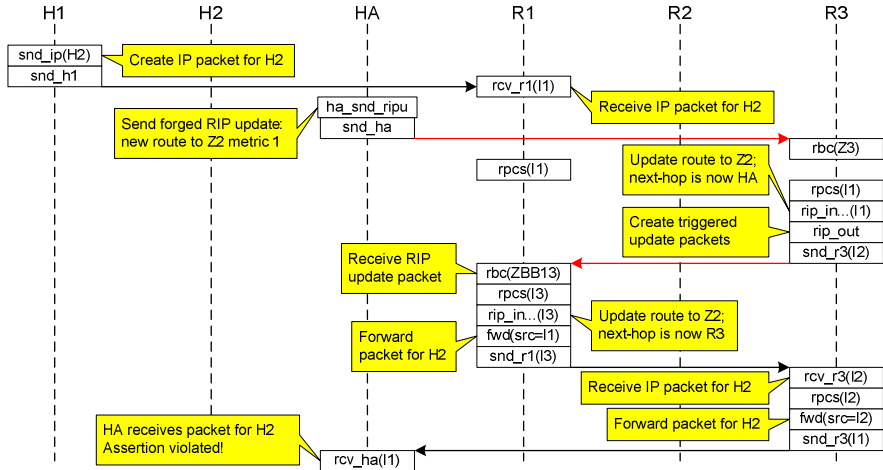 H1 H2 HA R1 R2 R3
snd_ip(H2)
snd_h1
Create IP packet for H2
rcv_r1(I1)
Receive IP packet for H2
ha_snd_ripu
snd_ha
Send forged RIP update:
new route to Z2 metric 1
rbc(Z3)
rpcs(I1)
Update route to Z2;
next-hop is now HA
rpcs(I1)
rip_in...(I1)
rip_out
snd_r3(I2)
Create triggered
update packets
Receive RIP
update packet
rbc(ZBB13)
rpcs(I3)
rip_in...(I3)
fwd(src=I1)
snd_r1(I3)
Update route to Z2;
next-hop is now R3
Forward
packet for H2
Receive IP packet for H2
rcv_r3(I2)
rpcs(I2)
fwd(src=I2)
snd_r3(I1)
Forward packet for H2
HA receives packet for H2
Assertion violated!
rcv_ha(I1)